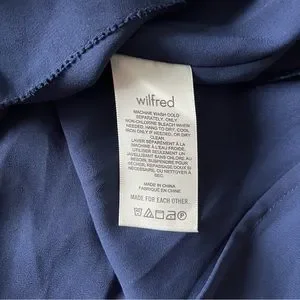 wilfred
MACHINE WASH COLD
SEPARATELY, ONLY
NON-CHLORINE BLEACH WHEN
NEEDED, HANG TO DRY, COOL
IRON IF NEEDED, OR DRY
CLEAN.
LAVER SÉPARÉMENT À LA
MACHINE À L'EAU FROIDE,
UTILISER SEULEMENT UN
JAVELLISANT SANS CHLORE AU
BESOIN, SUSPENDRE POUR
SÉCHER, REPASSAGE DOUX SI
NÉCESSAIRE, OU NETTOYER
À SEC.
MADE IN CHINA
FABRIQUÉ EN CHINE
MADE FOR EACH OTHER.